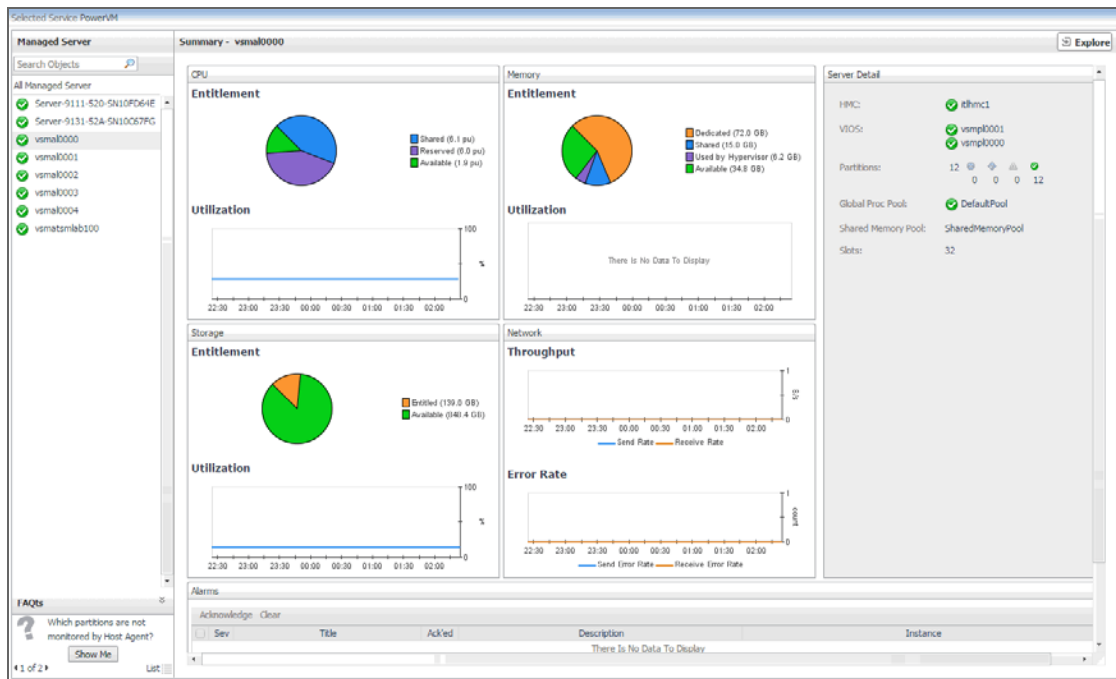 Selected Service PowerVM
Managed Server
Summary - vsmal0000
Explore
Search Objects
All Managed Server
Server-9111-520-SN10FD64E
Server-9131-52A-SN10C67FG
vsmal0000
vsmal0001
vsmal0002
vsmal0003
vsmal0004
vsmatsmlab100
CPU
Entitlement
Shared (6.1 pu)
Reserved (6.0 pu)
Available (1.9 pu)
Utilization
100
%
0
22:30 23:00 23:30 00:00 00:30 01:00 01:30 02:00
Memory
Entitlement
Dedicated (72.0 GB)
Shared (15.0 GB)
Used by Hypervisor (6.2 GB)
Available (34.8 GB)
Utilization
There Is No Data To Display
22:30 23:00 23:30 00:00 00:30 01:00 01:30 02:00
Storage
Entitlement
Entitled (139.0 GB)
Available (840.4 GB)
Utilization
100
%
0
22:30 23:00 23:30 00:00 00:30 01:00 01:30 02:00
Network
Throughput
1
B/s
0
22:30 23:00 23:30 00:00 00:30 01:00 01:30 02:00
Send Rate Receive Rate
Error Rate
1
count
0
22:30 23:00 23:30 00:00 00:30 01:00 01:30 02:00
Send Error Rate Receive Error Rate
Server Detail
HMC: itlhmc1
VIOS: vsmpl0001
vsmpl0000
Partitions: 12
0 0 0 12
Global Proc Pool: DefaultPool
Shared Memory Pool: SharedMemoryPool
Slots: 32
Alarms
Acknowledge Clear
Sev Title Ack'ed Description Instance
There Is No Data To Display
FAQts
?
Which partitions are not
monitored by Host Agent?
Show Me
1 of 2
List